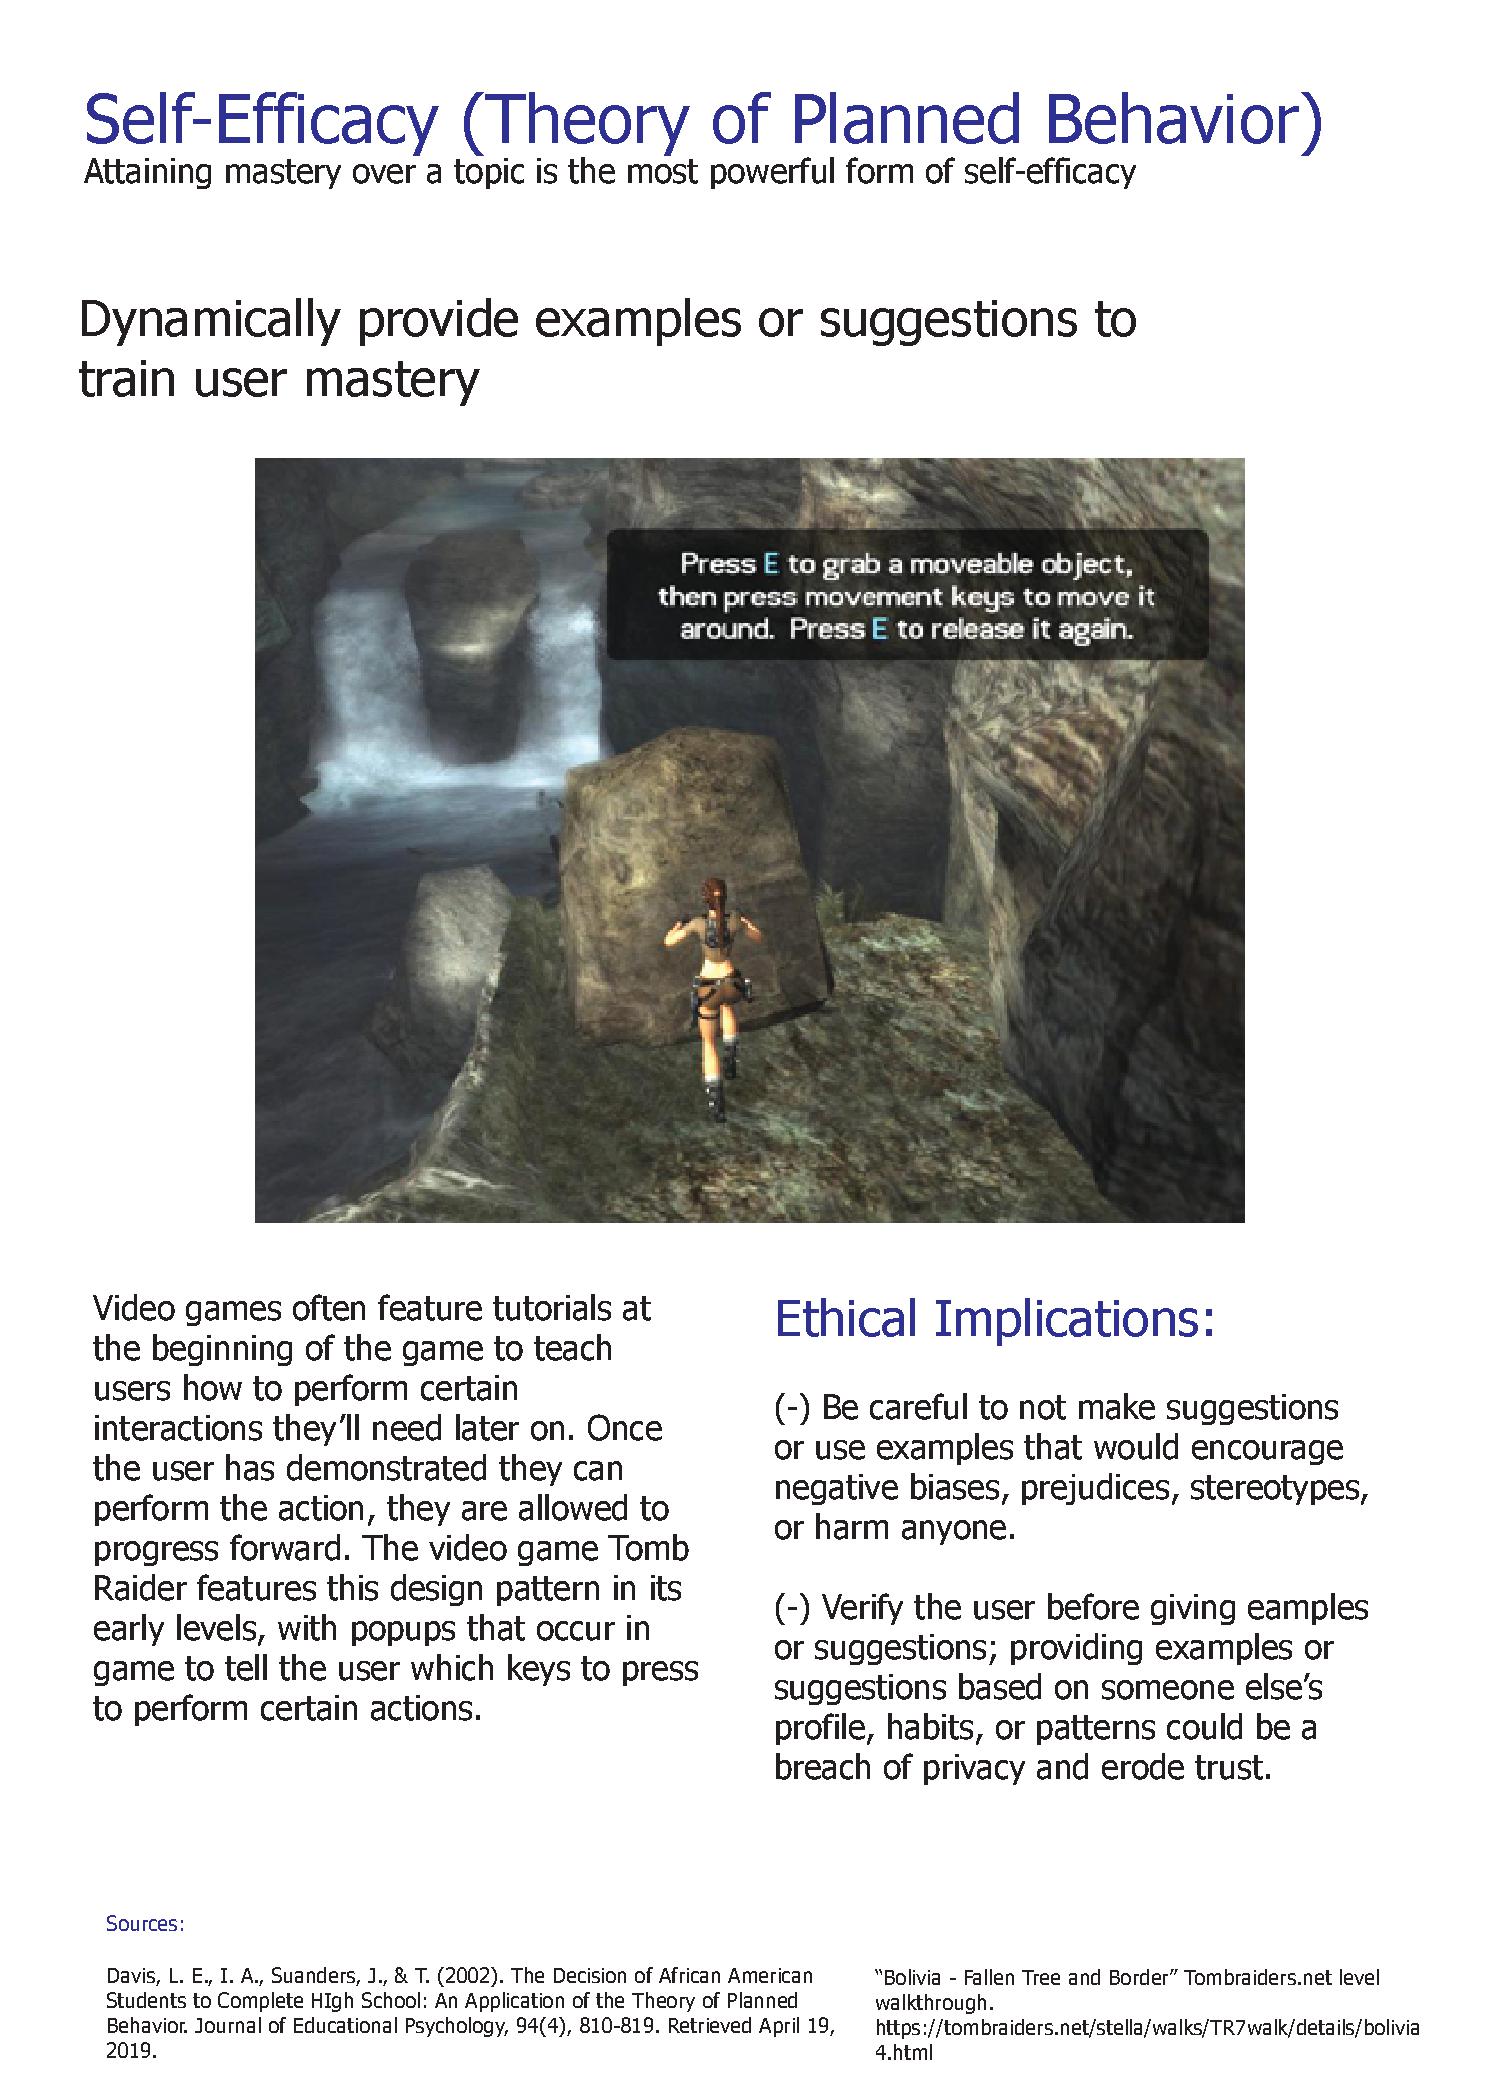 Self-Efficacy (Theory of Planned Behavior)
Attaining mastery over a topic is the most powerful form of self-efficacy
Dynamically provide examples or suggestions to
train user mastery
Press E to grab a moveable object,
then press movement keys to move it
around. Press E to release it again.
Video games often feature tutorials at
the beginning of the game to teach
users how to perform certain
interactions they’ll need later on. Once
the user has demonstrated they can
perform the action, they are allowed to
progress forward. The video game Tomb
Raider features this design pattern in its
early levels, with popups that occur in
game to tell the user which keys to press
to perform certain actions.
Ethical Implications:
(-) Be careful to not make suggestions
or use examples that would encourage
negative biases, prejudices, stereotypes,
or harm anyone.
(-) Verify the user before giving eamples
or suggestions; providing examples or
suggestions based on someone else’s
profile, habits, or patterns could be a
breach of privacy and erode trust.
Sources:
Davis, L. E., I. A., Suanders, J., & T. (2002). The Decision of African American
Students to Complete HIgh School: An Application of the Theory of Planned
Behavior. Journal of Educational Psychology, 94(4), 810-819. Retrieved April 19,
2019.
“Bolivia - Fallen Tree and Border” Tombraiders.net level
walkthrough.
https://tombraiders.net/stella/walks/TR7walk/details/bolivia
4.html